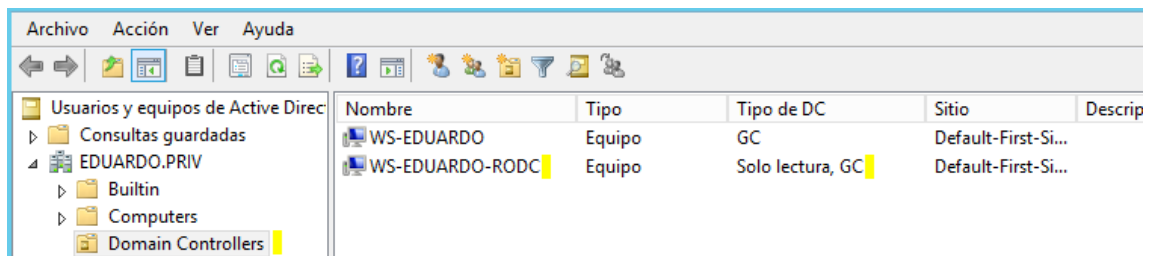 Archivo Acción Ver Ayuda
Usuarios y equipos de Active Direc
Consultas guardadas
EDUARDO.PRIV
Builtin
Computers
Domain Controllers
Nombre Tipo Tipo de DC Sitio Descrip
WS-EDUARDO Equipo GC Default-First-Si...
WS-EDUARDO-RODC Equipo Solo lectura, GC Default-First-Si...